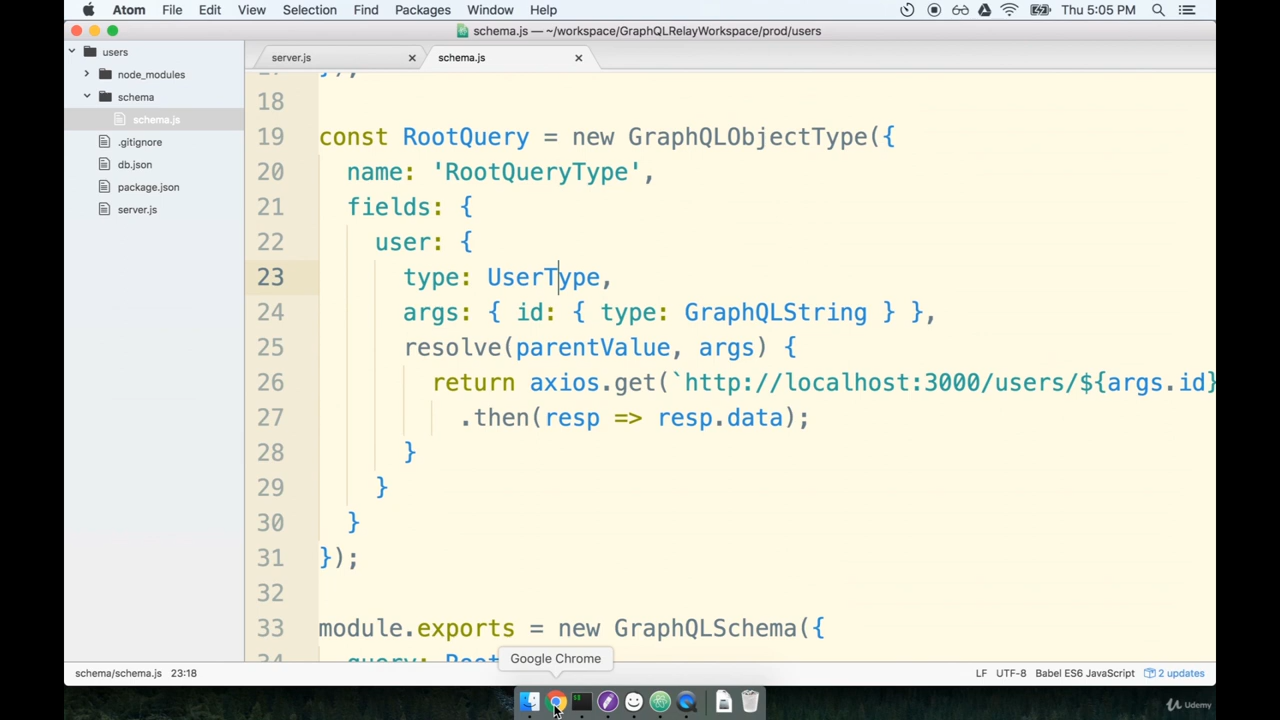 Atom File Edit View Selection Find Packages Window Help Thu 5:05 PM
schema.js — ~/workspace/GraphQLRelayWorkspace/prod/users
users
server.js
schema.js
node_modules
schema
schema.js
.gitignore
db.json
package.json
server.js
18
19 const RootQuery = new GraphQLObjectType({
20 name: 'RootQueryType',
21 fields: {
22 user: {
23 type: UserType,
24 args: { id: { type: GraphQLString } },
25 resolve(parentValue, args) {
26 return axios.get(`http://localhost:3000/users/${args.id}
27 .then(resp => resp.data);
28 }
29 }
30 }
31 });
32
33 module.exports = new GraphQLSchema({
Google Chrome
schema/schema.js 23:18 LF UTF-8 Babel ES6 JavaScript 2 updates
Udemy